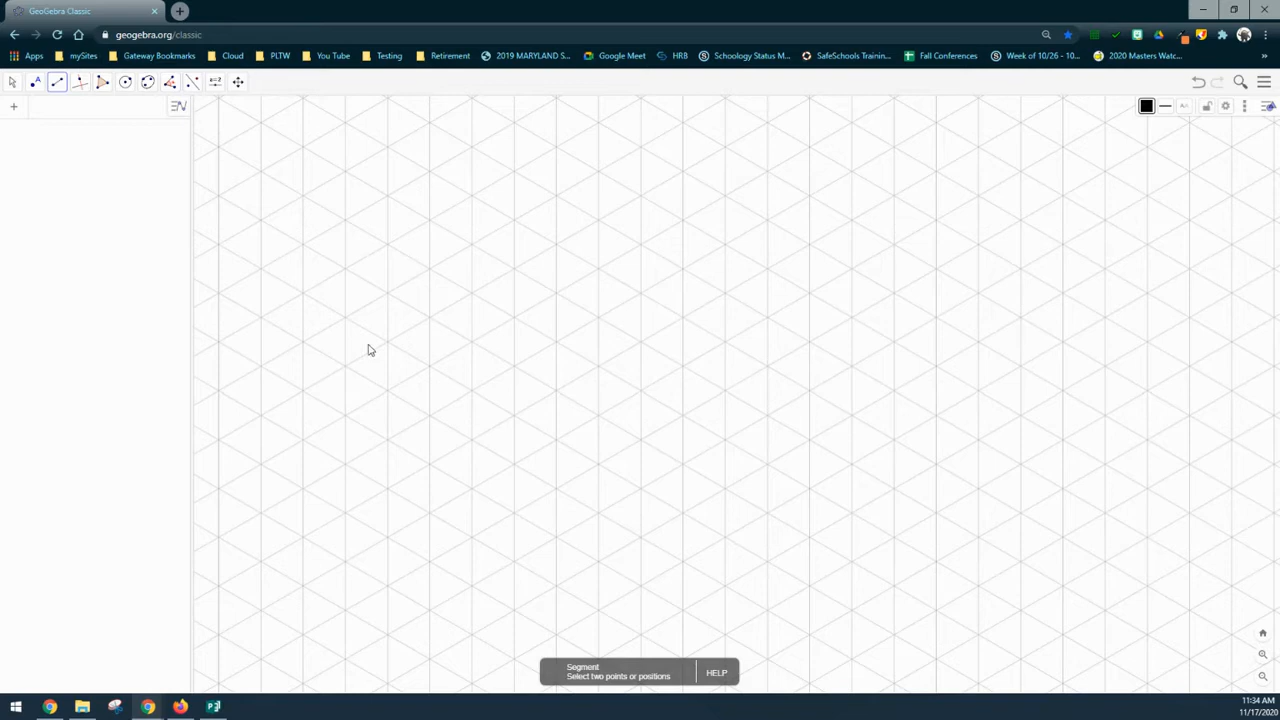 GeoGebra Classic
geogebra.org/classic
Apps mySites Gateway Bookmarks Cloud PLTW You Tube Testing Retirement 2019 MARYLAND S... Google Meet HRB Schoology Status M... SafeSchools Trainin... Fall Conferences Week of 10/26 - 10... 2020 Masters Watc... »
a=2
AA
Segment
Select two points or positions
HELP
11:34 AM
11/17/2020